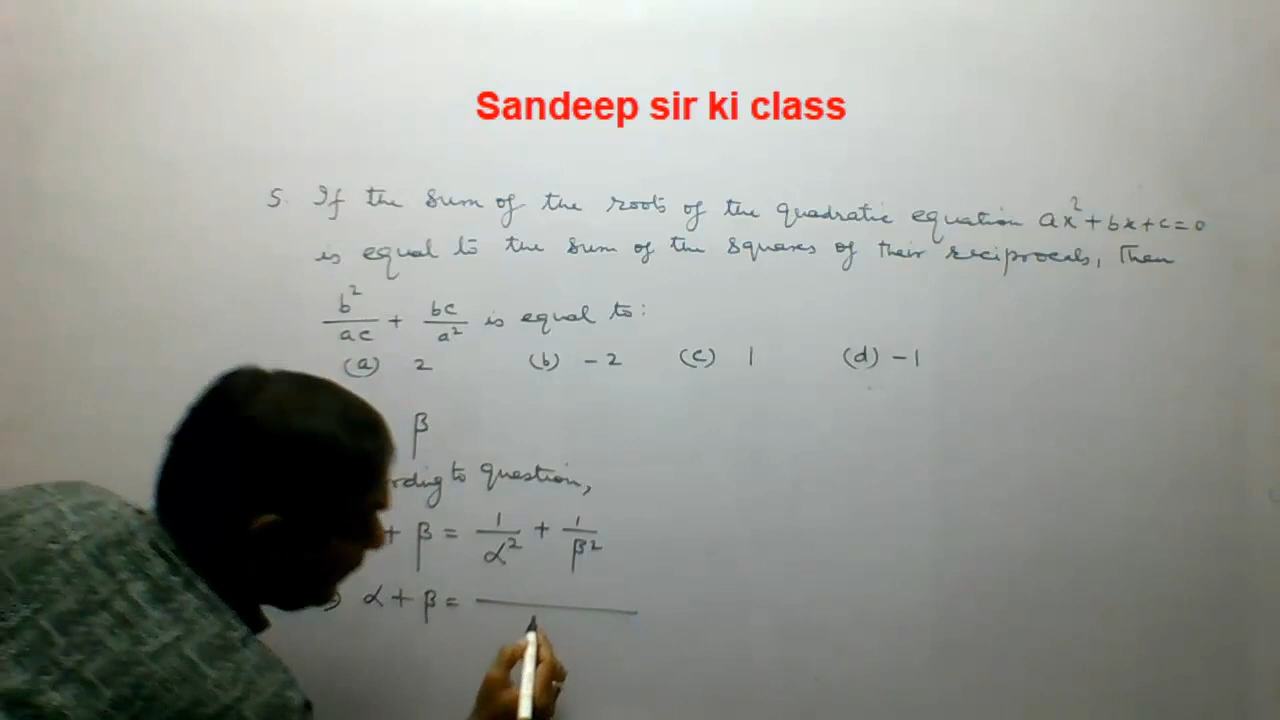 Sandeep sir ki class
5. If the sum of the roots of the quadratic equation ax²+bx+c=0
is equal to the sum of the squares of their reciprocals, then
b²/ac + bc/a² is equal to:
(a) 2 (b) -2 (c) 1 (d) -1
β
rding to question,
+ β = 1/α² + 1/β²
α + β =